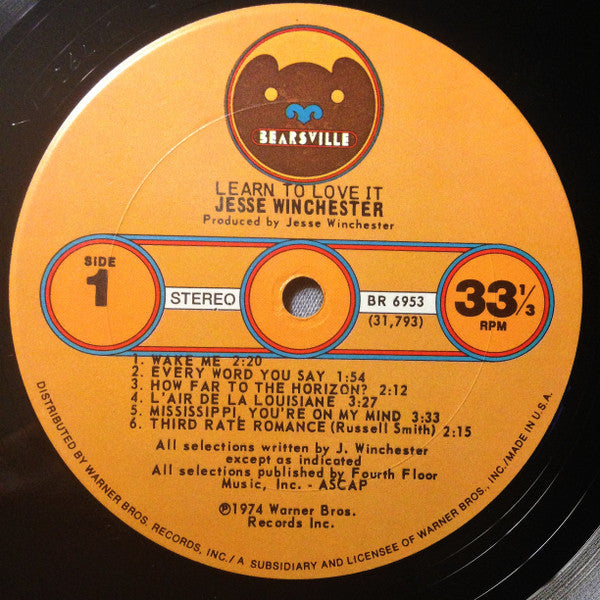 BEARSVILLE
LEARN TO LOVE IT
JESSE WINCHESTER
Produced by Jesse Winchester
SIDE
1
STEREO
BR 6953
(31,793)
33 1/3
RPM
1. WAKE ME 2:20
2. EVERY WORD YOU SAY 1:54
3. HOW FAR TO THE HORIZON? 2:12
4. L'AIR DE LA LOUISIANE 3:27
5. MISSISSIPPI, YOU'RE ON MY MIND 3:33
6. THIRD RATE ROMANCE (Russell Smith) 2:15
All selections written by J. Winchester
except as indicated
All selections published by Fourth Floor
Music, Inc. - ASCAP
℗1974 Warner Bros.
Records Inc.
DISTRIBUTED BY WARNER BROS. RECORDS, INC./A SUBSIDIARY AND LICENSEE OF WARNER BROS., INC./MADE IN U.S.A.